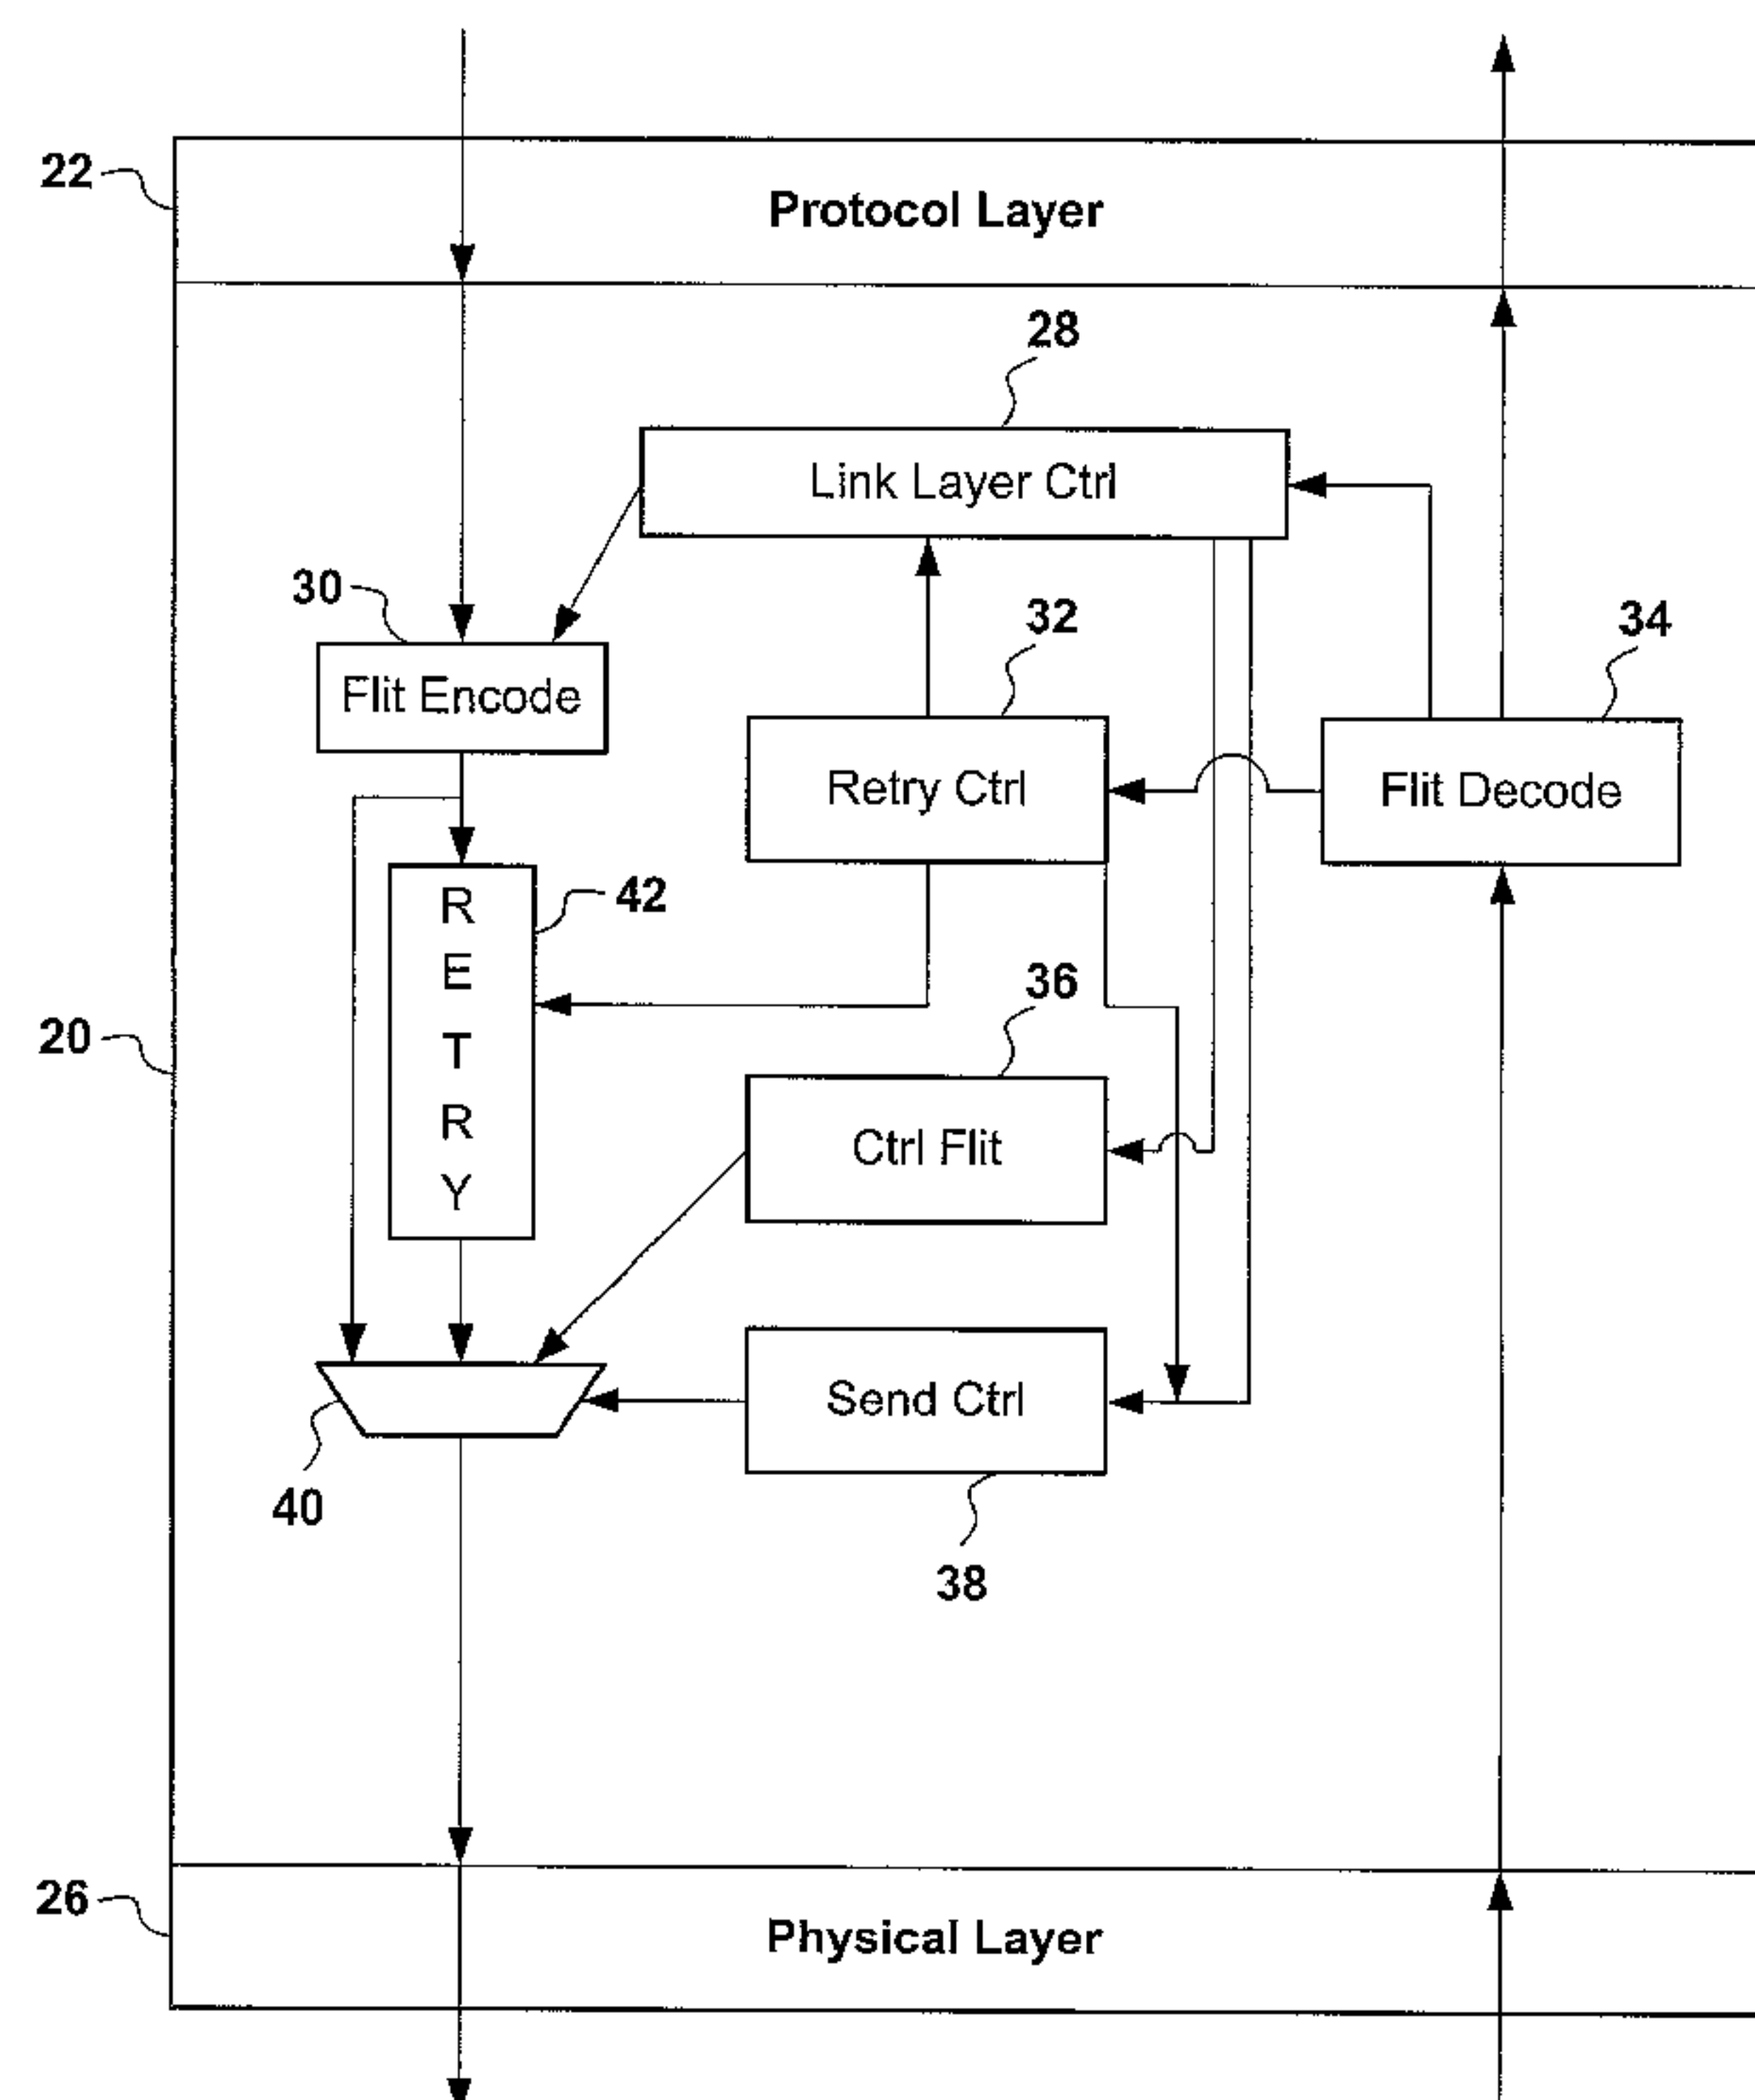 22
Protocol Layer
28
Link Layer Ctrl
30
Flit Encode
32
Retry Ctrl
34
Flit Decode
42
R
E
T
R
Y
36
Ctrl Flit
20
Send Ctrl
40
38
26
Physical Layer